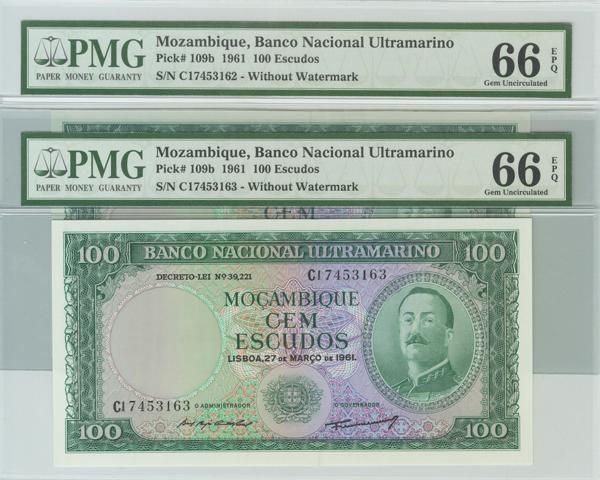 PMG
PAPER MONEY GUARANTY
Mozambique, Banco Nacional Ultramarino
Pick# 109b 1961 100 Escudos
S/N C17453162 - Without Watermark
66 EPQ
Gem Uncirculated
PMG
PAPER MONEY GUARANTY
Mozambique, Banco Nacional Ultramarino
Pick# 109b 1961 100 Escudos
S/N C17453163 - Without Watermark
66 EPQ
Gem Uncirculated
CEM
100 BANCO NACIONAL ULTRAMARINO 100
DECRETO-LEI Nº 39,221
C17453163
MOÇAMBIQUE
CEM
ESCUDOS
LISBOA, 27 DE MARÇO DE 1961.
C17453163
O ADMINISTRADOR
O GOVERNADOR
100
100